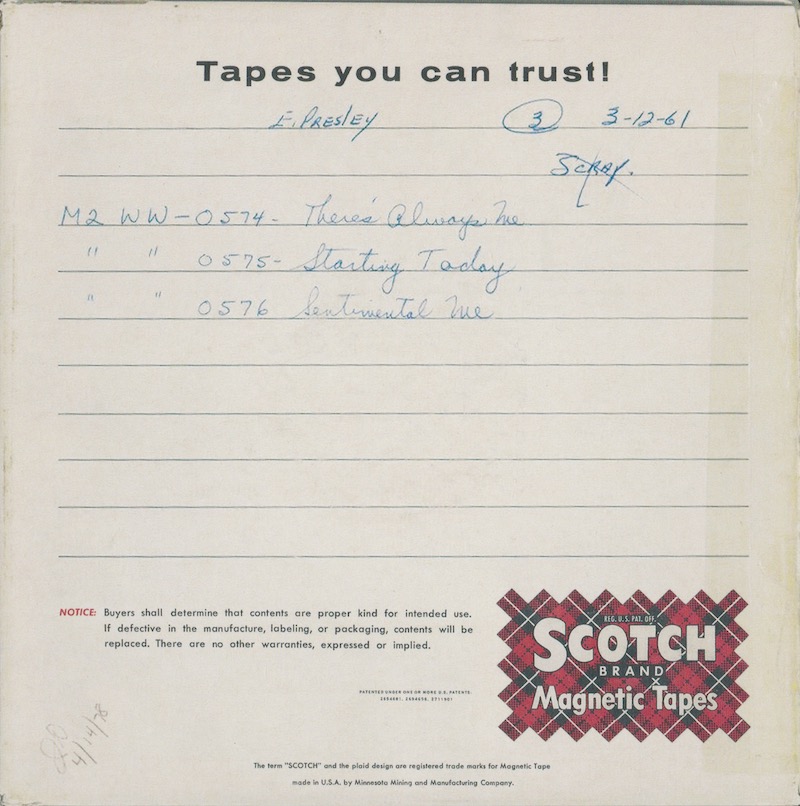 Tapes you can trust!
E. PRESLEY 3 3-12-61
SCRAP.
M2 WW-0574- There's Always Me
" " 0575- Starting Today
" " 0576 Sentimental Me
NOTICE: Buyers shall determine that contents are proper kind for intended use.
If defective in the manufacture, labeling, or packaging, contents will be
replaced. There are no other warranties, expressed or implied.
REG. U.S. PAT. OFF.
SCOTCH
BRAND
Magnetic Tapes
PATENTED UNDER ONE OR MORE U.S. PATENTS:
4/14/78
The term "SCOTCH" and the plaid design are registered trade marks for Magnetic Tape
made in U.S.A. by Minnesota Mining and Manufacturing Company.